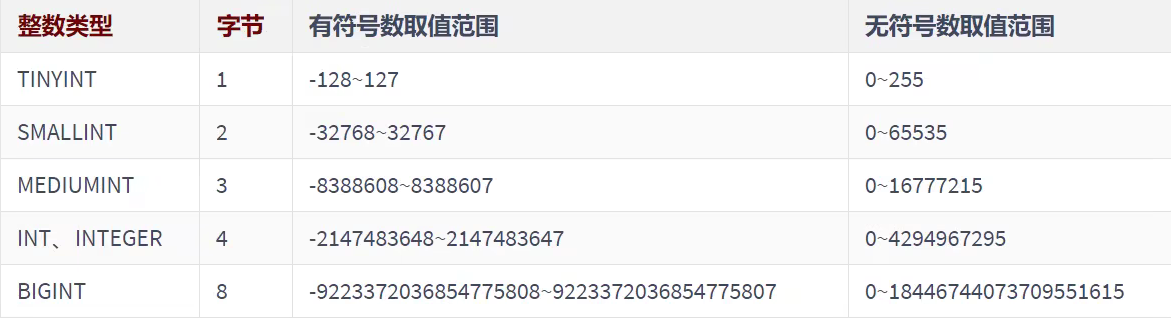 整数类型 字节 有符号数取值范围 无符号数取值范围
TINYINT 1 -128~127 0~255
SMALLINT 2 -32768~32767 0~65535
MEDIUMINT 3 -8388608~8388607 0~16777215
INT、INTEGER 4 -2147483648~2147483647 0~4294967295
BIGINT 8 -9223372036854775808~9223372036854775807 0~18446744073709551615